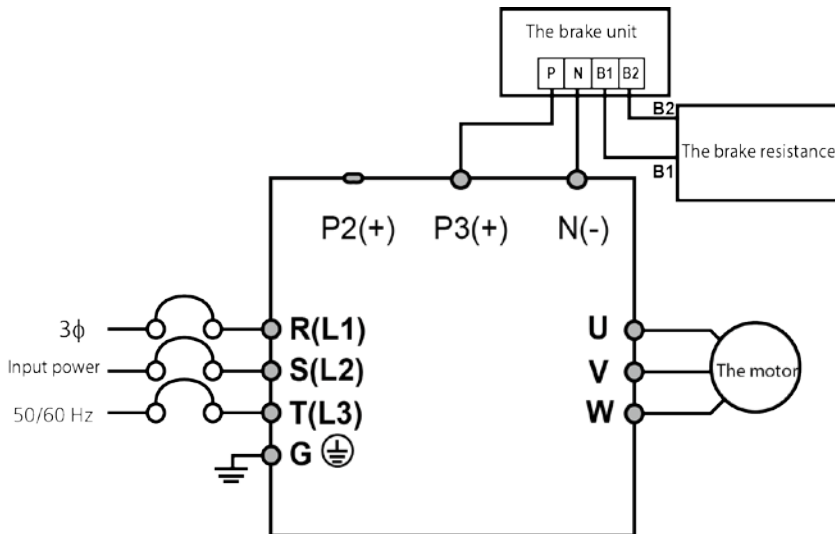 The brake unit
P N B1 B2
B2
The brake resistance
B1
P2(+) P3(+) N(-)
3ϕ R(L1) U
Input power S(L2) V The motor
50/60 Hz T(L3) W
G